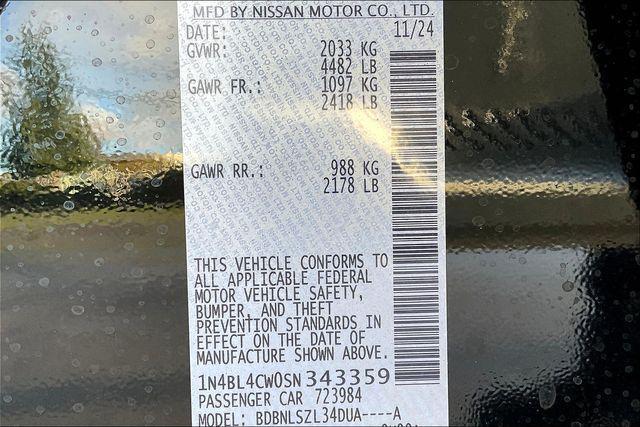 MFD BY NISSAN MOTOR CO., LTD.
DATE: 11/24
GVWR: 2033 KG
4482 LB
GAWR FR.: 1097 KG
2418 LB
GAWR RR.: 988 KG
2178 LB
THIS VEHICLE CONFORMS TO
ALL APPLICABLE FEDERAL
MOTOR VEHICLE SAFETY,
BUMPER, AND THEFT
PREVENTION STANDARDS IN
EFFECT ON THE DATE OF
MANUFACTURE SHOWN ABOVE.
1N4BL4CW0SN343359
PASSENGER CAR 723984
MODEL: BDBNLSZL34DUA----A